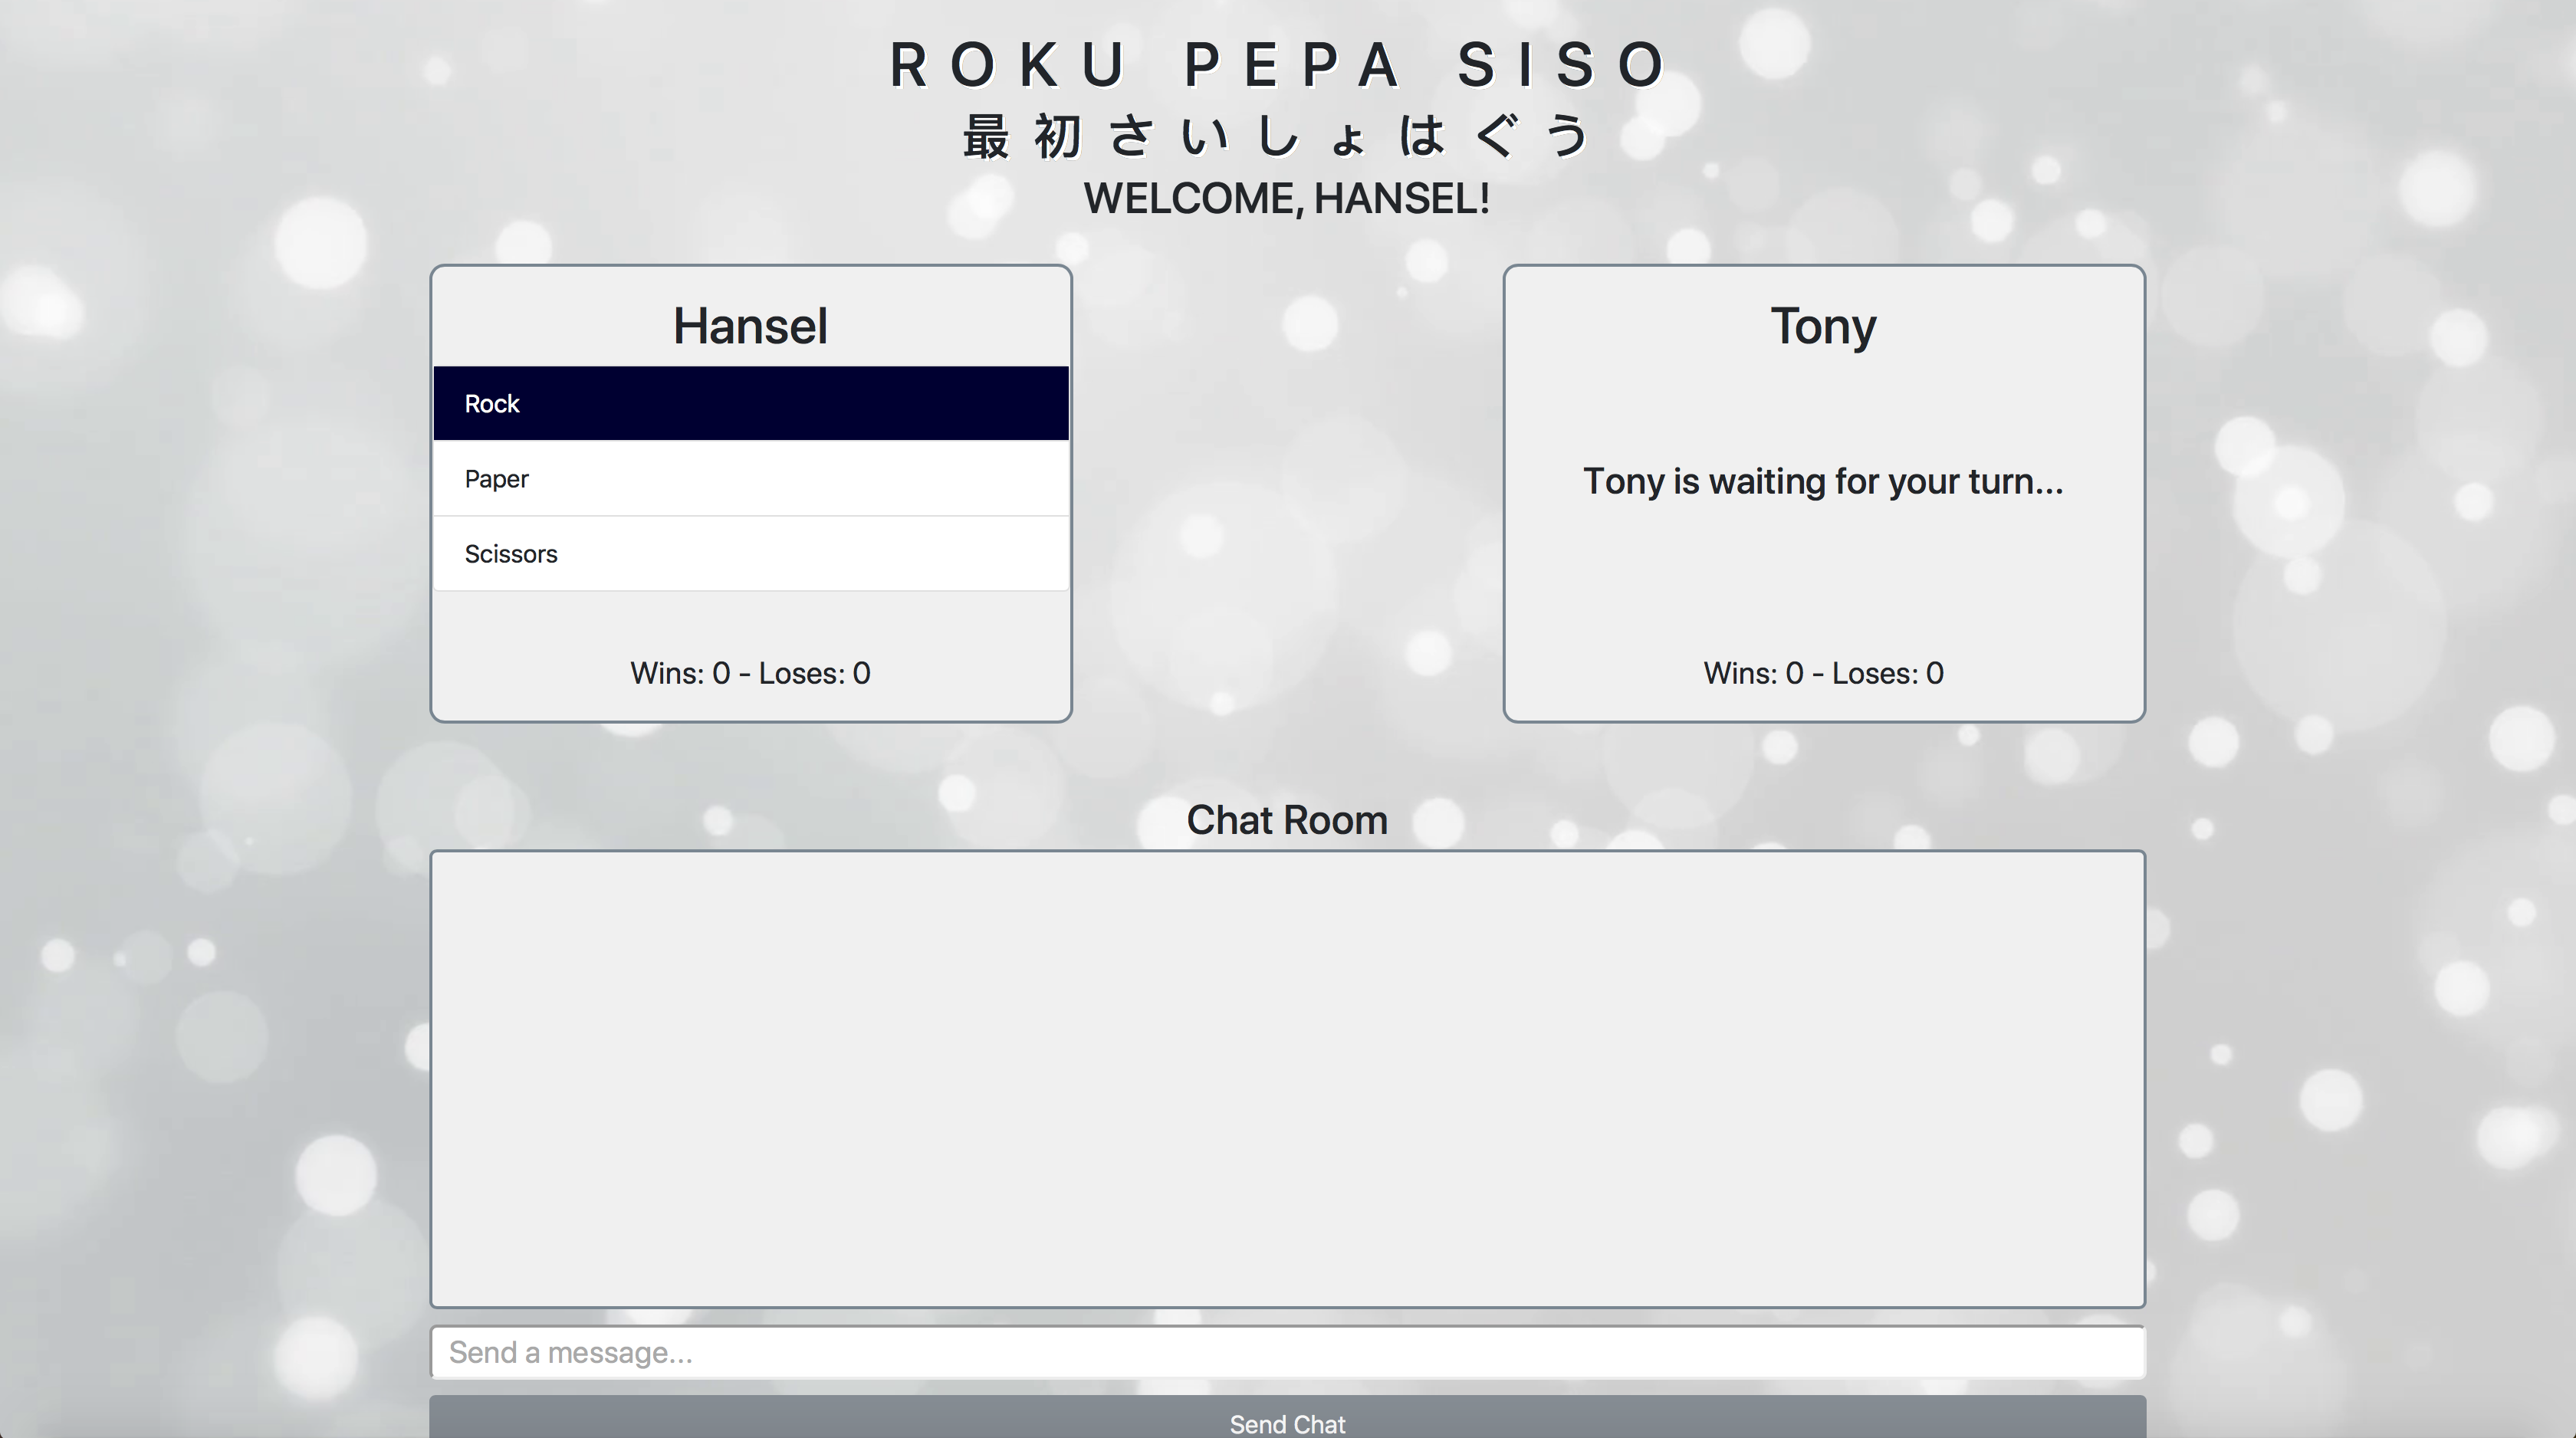 ROKU PEPA SISO
最初さいしょはぐう
WELCOME, HANSEL!
Hansel
Rock
Paper
Scissors
Wins: 0 - Loses: 0
Tony
Tony is waiting for your turn...
Wins: 0 - Loses: 0
Chat Room
Send a message...
Send Chat